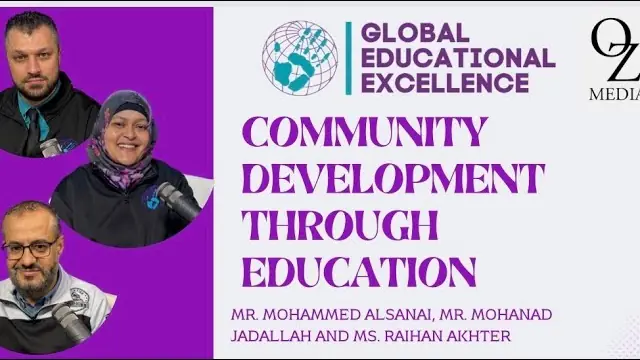 GLOBAL
EDUCATIONAL
EXCELLENCE
OZ
MEDIA
COMMUNITY
DEVELOPMENT
THROUGH
EDUCATION
MR. MOHAMMED ALSANAI, MR. MOHANAD
JADALLAH AND MS. RAIHAN AKHTER